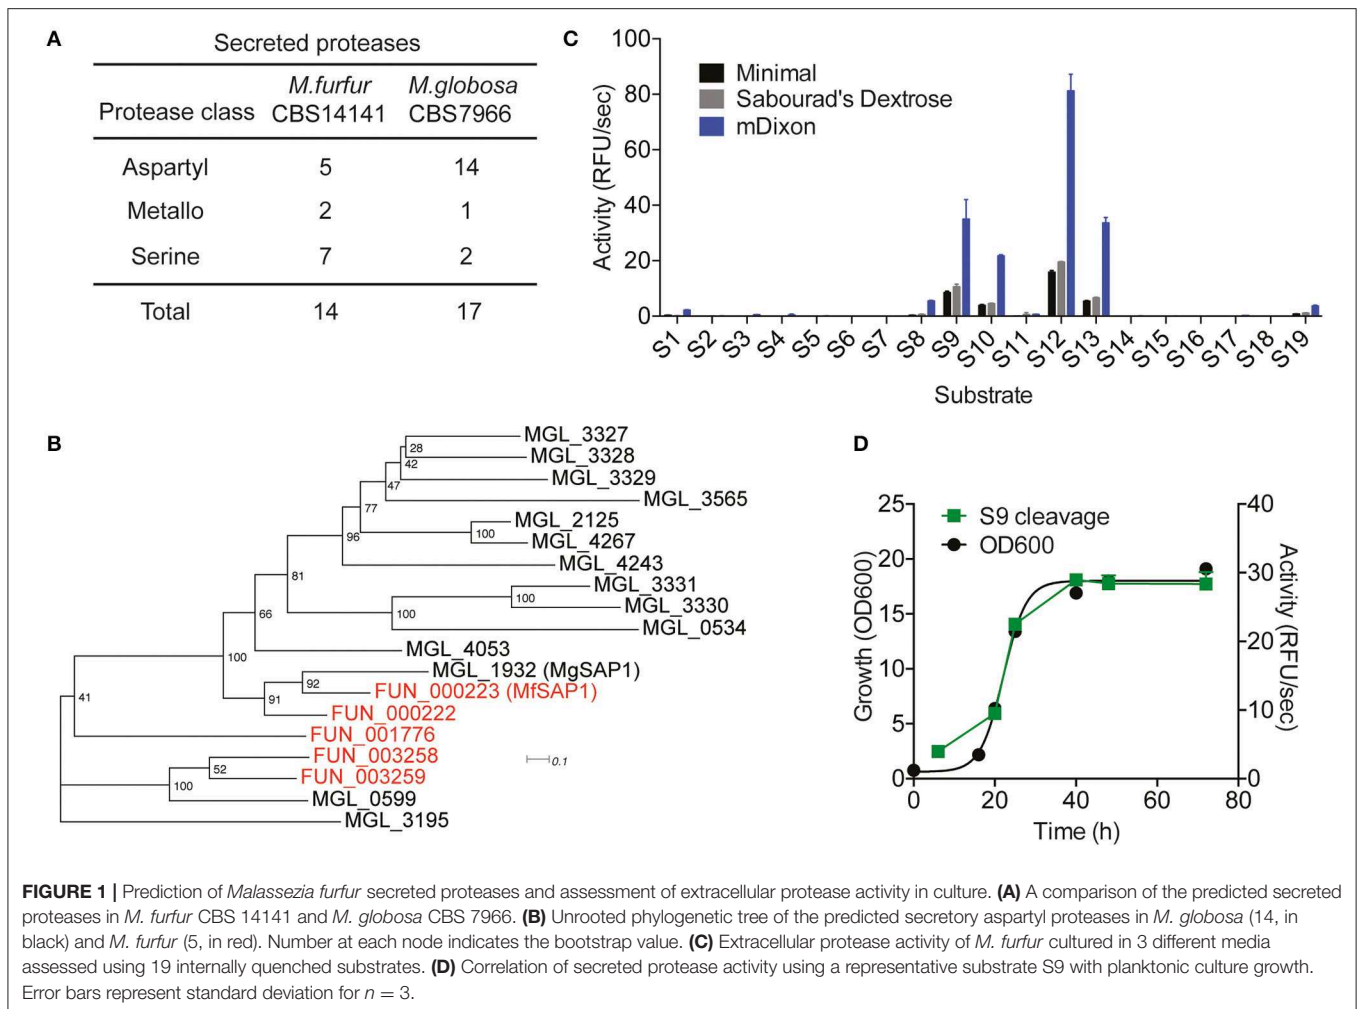 A
Secreted proteases
Protease class M.furfur CBS14141 M.globosa CBS7966
Aspartyl 5 14
Metallo 2 1
Serine 7 2
Total 14 17
C
100
80
60
40
20
0
Activity (RFU/sec)
Minimal
Sabourad's Dextrose
mDixon
S1 S2 S3 S4 S5 S6 S7 S8 S9 S10 S11 S12 S13 S14 S15 S16 S17 S18 S19
Substrate
B
MGL_3327
28
MGL_3328
42
MGL_3329
47
MGL_3565
77
MGL_2125
100
MGL_4267
96
MGL_4243
81
MGL_3331
100
MGL_3330
100
66
MGL_0534
MGL_4053
100
MGL_1932 (MgSAP1)
92
FUN_000223 (MfSAP1)
91
41
FUN_000222
FUN_001776
FUN_003258
52
FUN_003259
100
MGL_0599
MGL_3195
0.1
D
25
20
15
10
5
0
Growth (OD600)
S9 cleavage
OD600
40
30
20
10
0
Activity (RFU/sec)
0 20 40 60 80
Time (h)
FIGURE 1 | Prediction of Malassezia furfur secreted proteases and assessment of extracellular protease activity in culture. (A) A comparison of the predicted secreted
proteases in M. furfur CBS 14141 and M. globosa CBS 7966. (B) Unrooted phylogenetic tree of the predicted secretory aspartyl proteases in M. globosa (14, in
black) and M. furfur (5, in red). Number at each node indicates the bootstrap value. (C) Extracellular protease activity of M. furfur cultured in 3 different media
assessed using 19 internally quenched substrates. (D) Correlation of secreted protease activity using a representative substrate S9 with planktonic culture growth.
Error bars represent standard deviation for n = 3.